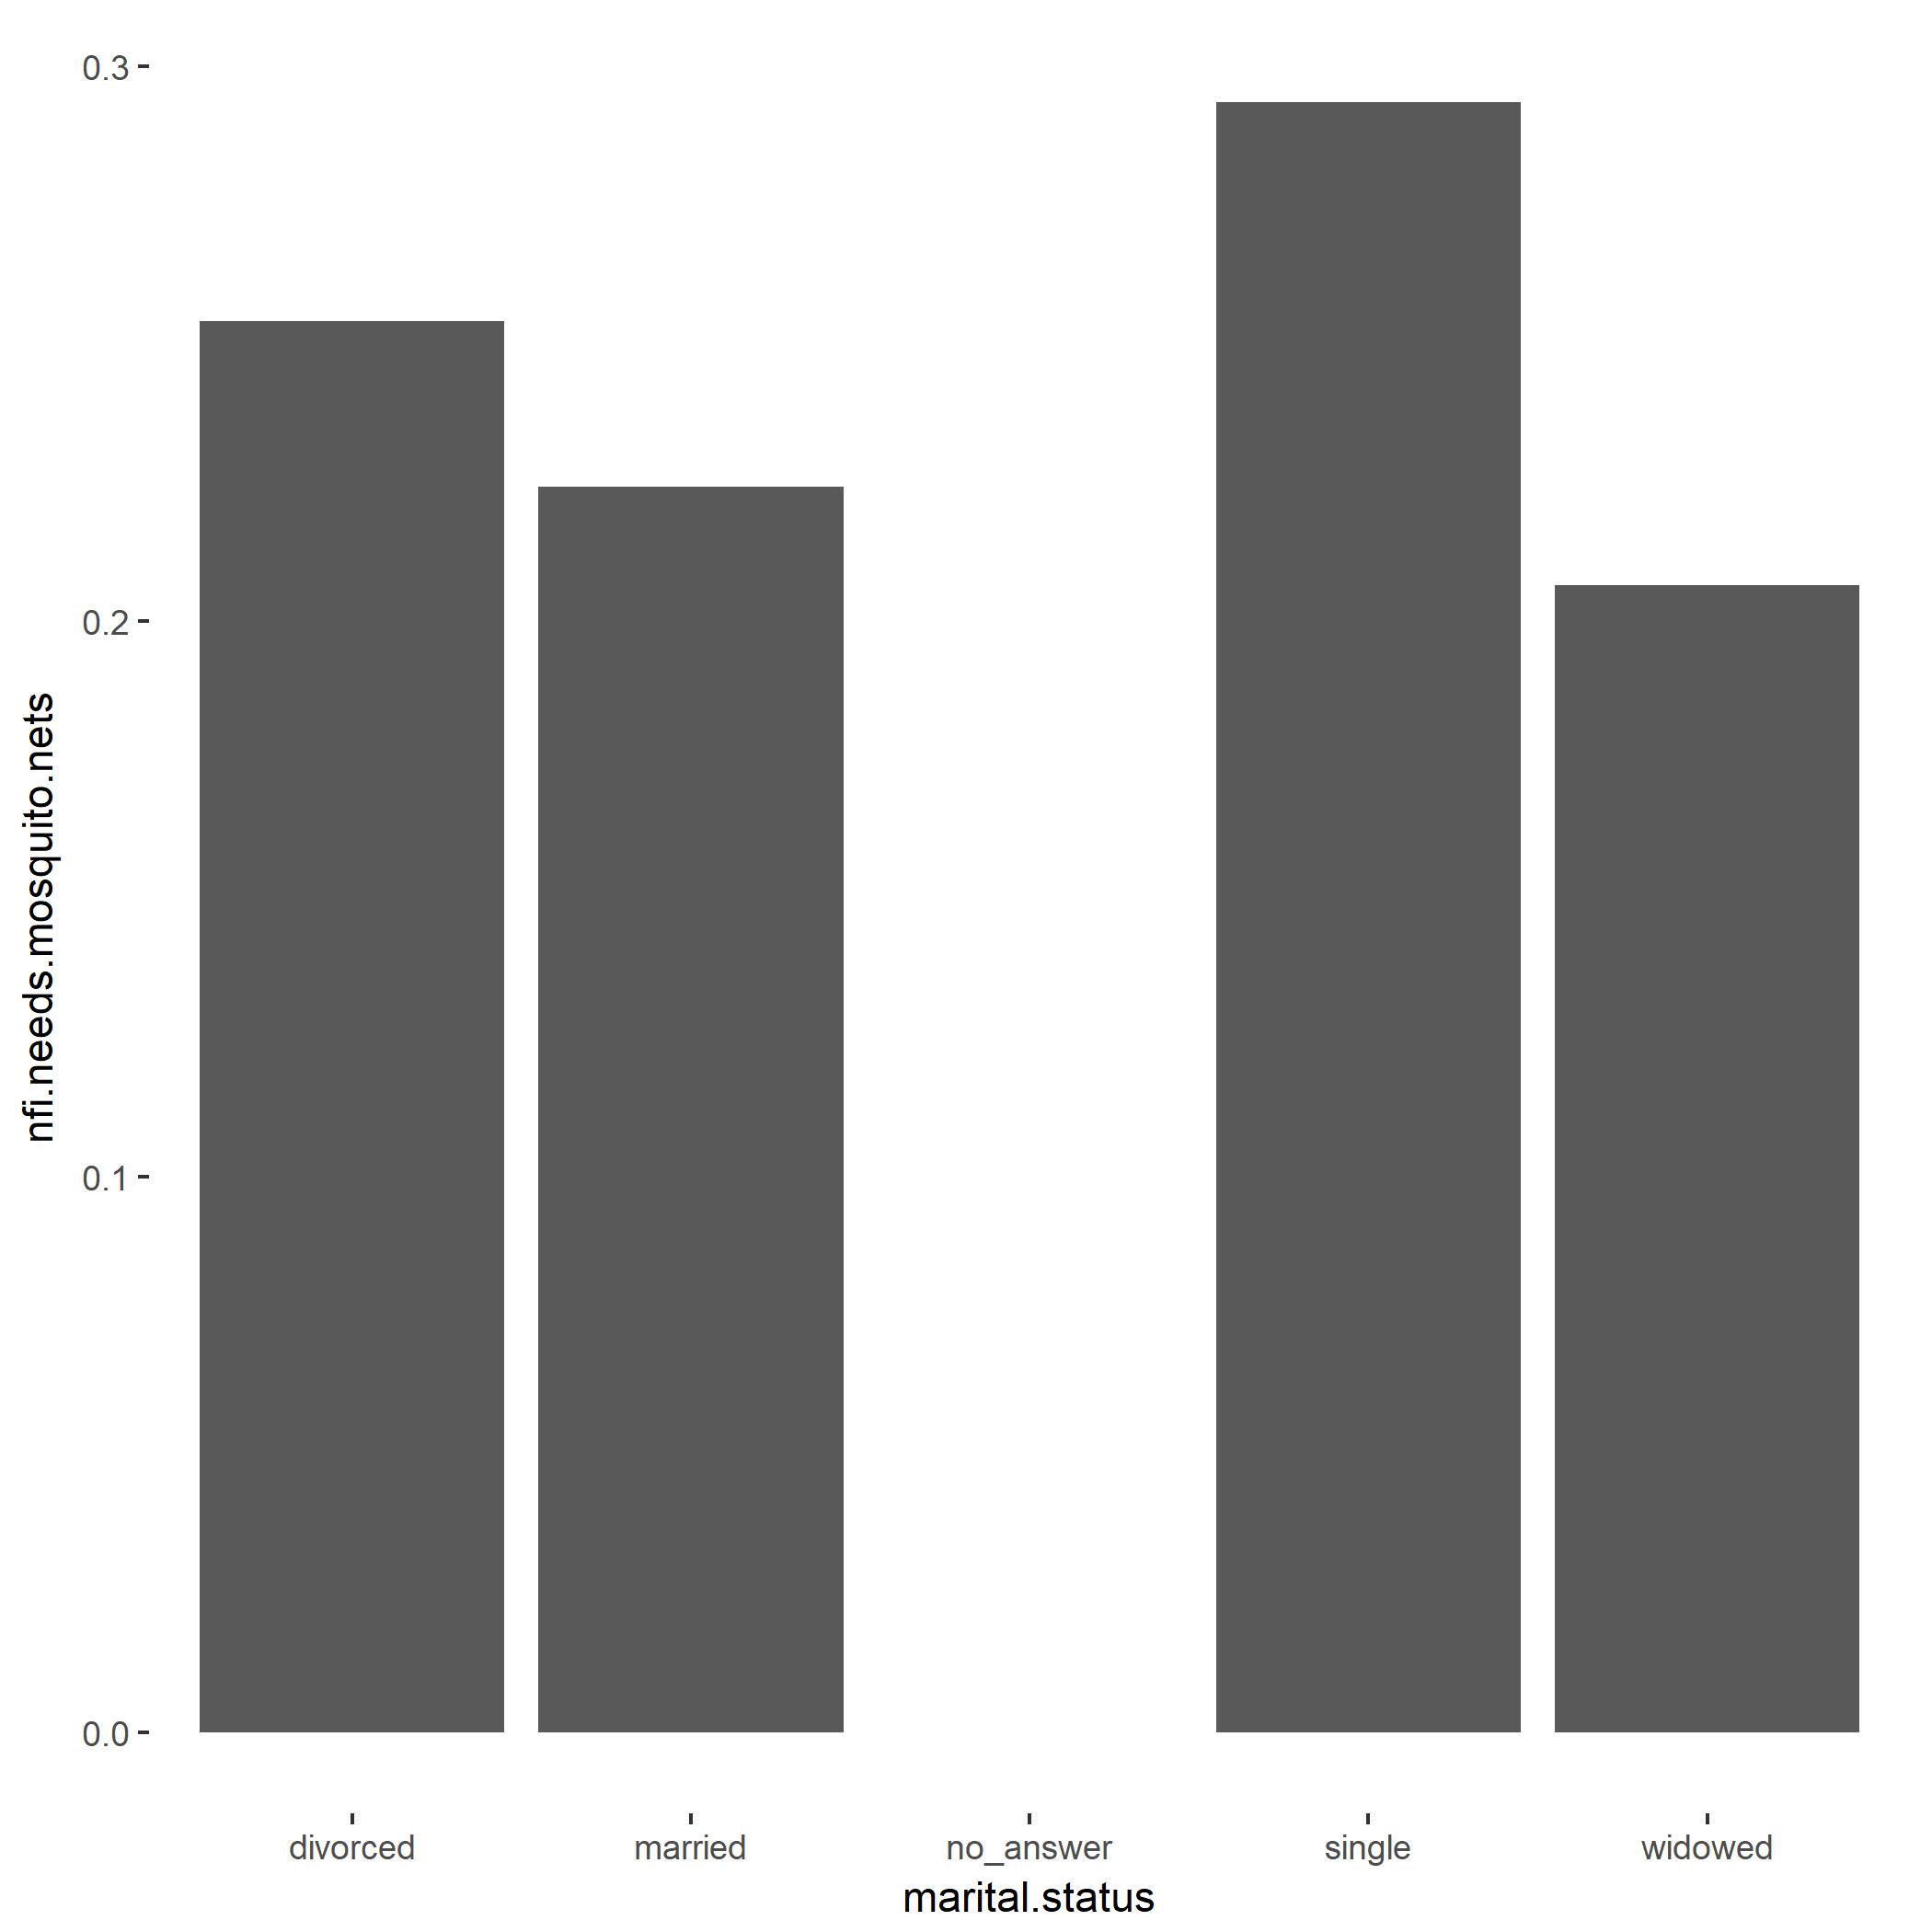 0.3
0.2
0.1
0.0
nfi.needs.mosquito.nets
divorced married no_answer single widowed
marital.status